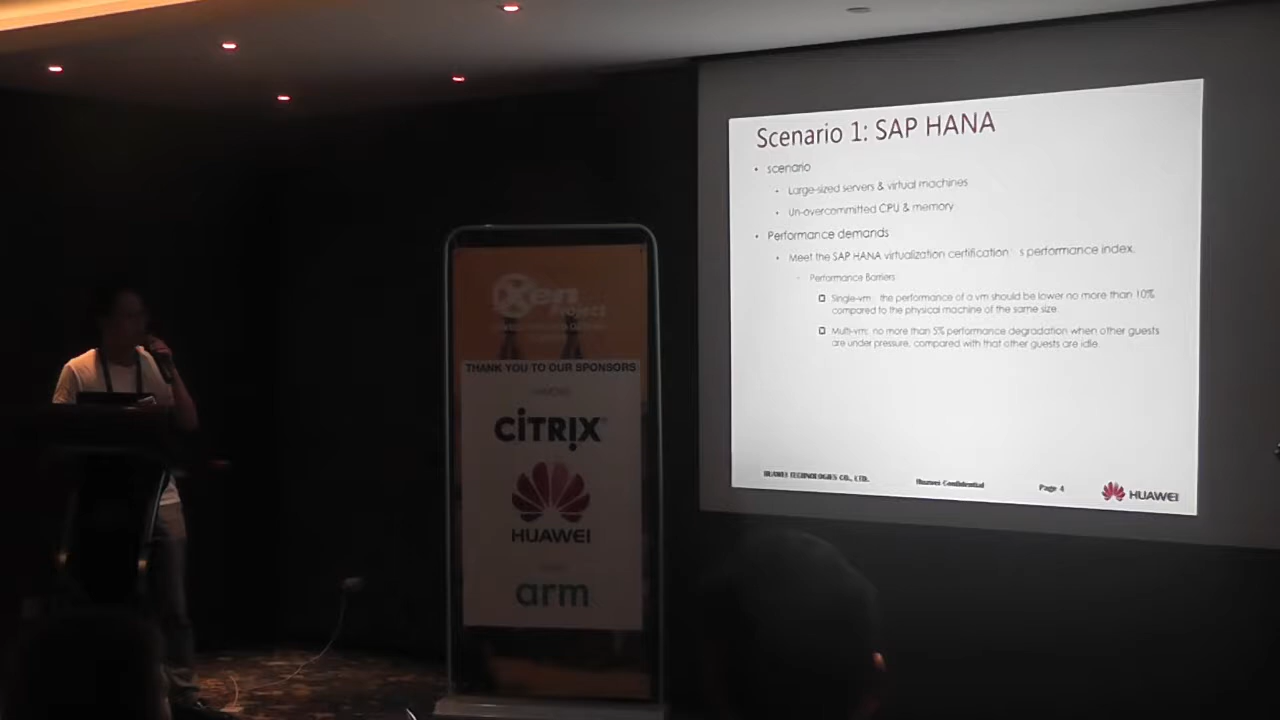 Scenario 1: SAP HANA
scenario
Large-sized servers & virtual machines
Un-overcommitted CPU & memory
Performance demands
Meet the SAP HANA virtualization certification' s performance index.
Performance Barriers
Single-vm: the performance of a vm should be lower no more than 10%
compared to the physical machine of the same size.
Multi-vm: no more than 5% performance degradation when other guests
are under pressure, compared with that other guests are idle.
HUAWEI TECHNOLOGIES CO., LTD.
Huawei Confidential
Page 4
HUAWEI
Xen
Project
THANK YOU TO OUR SPONSORS
CITRIX
HUAWEI
arm